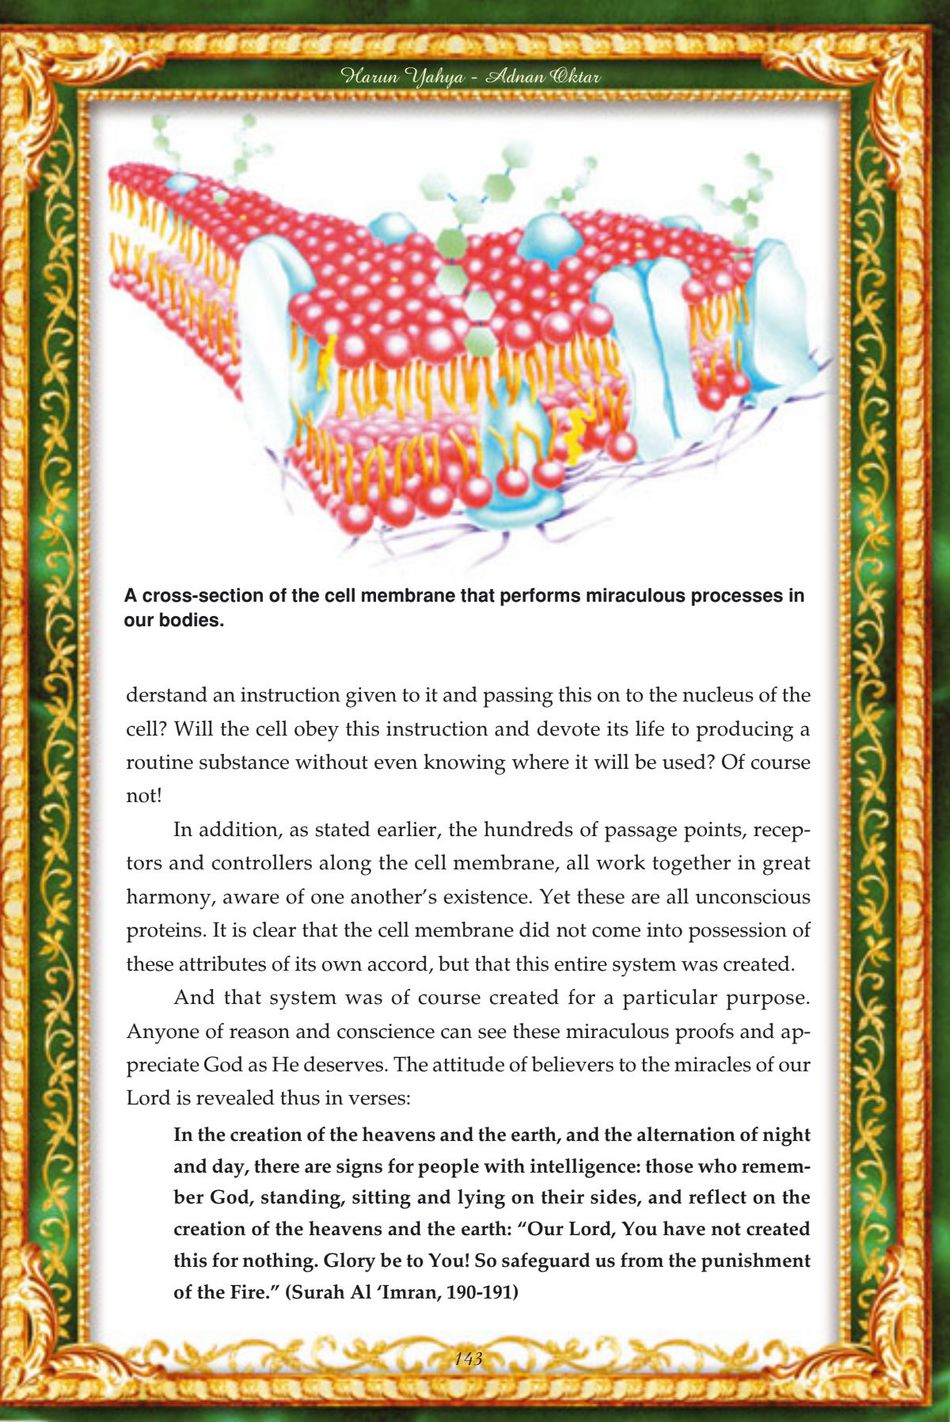 Harun Yahya - Adnan Oktar
A cross-section of the cell membrane that performs miraculous processes in
our bodies.
derstand an instruction given to it and passing this on to the nucleus of the
cell? Will the cell obey this instruction and devote its life to producing a
routine substance without even knowing where it will be used? Of course
not!
In addition, as stated earlier, the hundreds of passage points, recep-
tors and controllers along the cell membrane, all work together in great
harmony, aware of one another’s existence. Yet these are all unconscious
proteins. It is clear that the cell membrane did not come into possession of
these attributes of its own accord, but that this entire system was created.
And that system was of course created for a particular purpose.
Anyone of reason and conscience can see these miraculous proofs and ap-
preciate God as He deserves. The attitude of believers to the miracles of our
Lord is revealed thus in verses:
In the creation of the heavens and the earth, and the alternation of night
and day, there are signs for people with intelligence: those who remem-
ber God, standing, sitting and lying on their sides, and reflect on the
creation of the heavens and the earth: “Our Lord, You have not created
this for nothing. Glory be to You! So safeguard us from the punishment
of the Fire.” (Surah Al ‘Imran, 190-191)
143